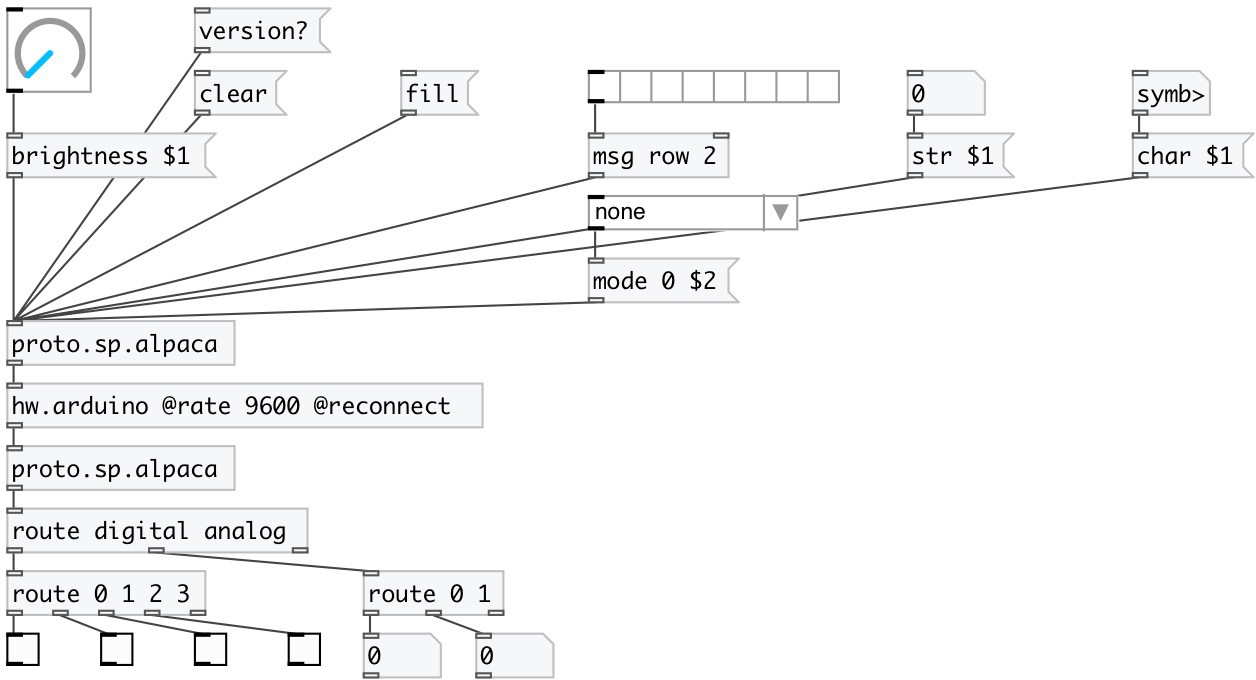 version?
clear
fill
0
symb>
brightness $1
msg row 2
str $1
char $1
none
mode 0 $2
proto.sp.alpaca
hw.arduino @rate 9600 @reconnect
proto.sp.alpaca
route digital analog
route 0 1 2 3
route 0 1
0
0